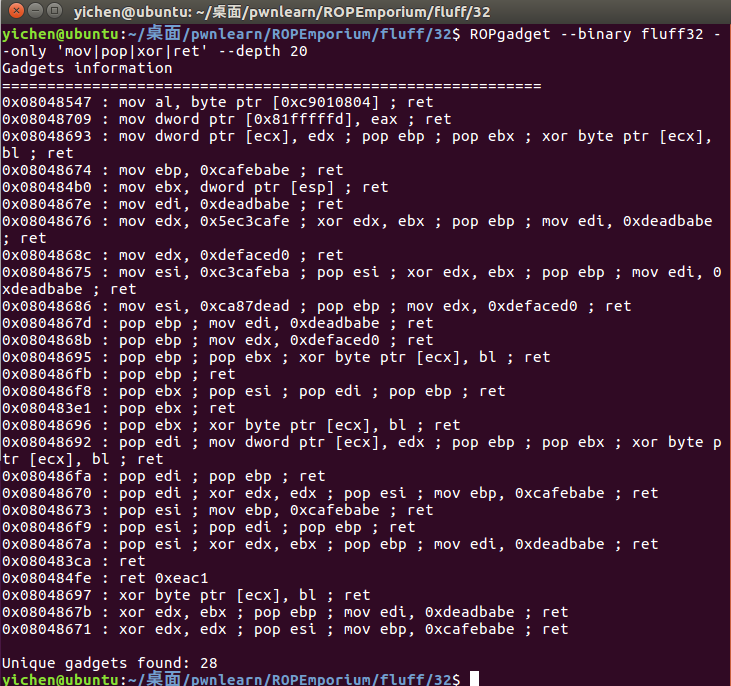 yichen@ubuntu: ~/桌面/pwnlearn/ROPEmporium/fluff/32
yichen@ubuntu:~/桌面/pwnlearn/ROPEmporium/fluff/32$ ROPgadget --binary fluff32 -
-only 'mov|pop|xor|ret' --depth 20
Gadgets information
============================================================
0x08048547 : mov al, byte ptr [0xc9010804] ; ret
0x08048709 : mov dword ptr [0x81fffffd], eax ; ret
0x08048693 : mov dword ptr [ecx], edx ; pop ebp ; pop ebx ; xor byte ptr [ecx],
bl ; ret
0x08048674 : mov ebp, 0xcafebabe ; ret
0x080484b0 : mov ebx, dword ptr [esp] ; ret
0x0804867e : mov edi, 0xdeadbabe ; ret
0x08048676 : mov edx, 0x5ec3cafe ; xor edx, ebx ; pop ebp ; mov edi, 0xdeadbabe
; ret
0x0804868c : mov edx, 0xdefaced0 ; ret
0x08048675 : mov esi, 0xc3cafeba ; pop esi ; xor edx, ebx ; pop ebp ; mov edi, 0
xdeadbabe ; ret
0x08048686 : mov esi, 0xca87dead ; pop ebp ; mov edx, 0xdefaced0 ; ret
0x0804867d : pop ebp ; mov edi, 0xdeadbabe ; ret
0x0804868b : pop ebp ; mov edx, 0xdefaced0 ; ret
0x08048695 : pop ebp ; pop ebx ; xor byte ptr [ecx], bl ; ret
0x080486fb : pop ebp ; ret
0x080486f8 : pop ebx ; pop esi ; pop edi ; pop ebp ; ret
0x080483e1 : pop ebx ; ret
0x08048696 : pop ebx ; xor byte ptr [ecx], bl ; ret
0x08048692 : pop edi ; mov dword ptr [ecx], edx ; pop ebp ; pop ebx ; xor byte p
tr [ecx], bl ; ret
0x080486fa : pop edi ; pop ebp ; ret
0x08048670 : pop edi ; xor edx, edx ; pop esi ; mov ebp, 0xcafebabe ; ret
0x08048673 : pop esi ; mov ebp, 0xcafebabe ; ret
0x080486f9 : pop esi ; pop edi ; pop ebp ; ret
0x0804867a : pop esi ; xor edx, ebx ; pop ebp ; mov edi, 0xdeadbabe ; ret
0x080483ca : ret
0x080484fe : ret 0xeac1
0x08048697 : xor byte ptr [ecx], bl ; ret
0x0804867b : xor edx, ebx ; pop ebp ; mov edi, 0xdeadbabe ; ret
0x08048671 : xor edx, edx ; pop esi ; mov ebp, 0xcafebabe ; ret
Unique gadgets found: 28
yichen@ubuntu:~/桌面/pwnlearn/ROPEmporium/fluff/32$